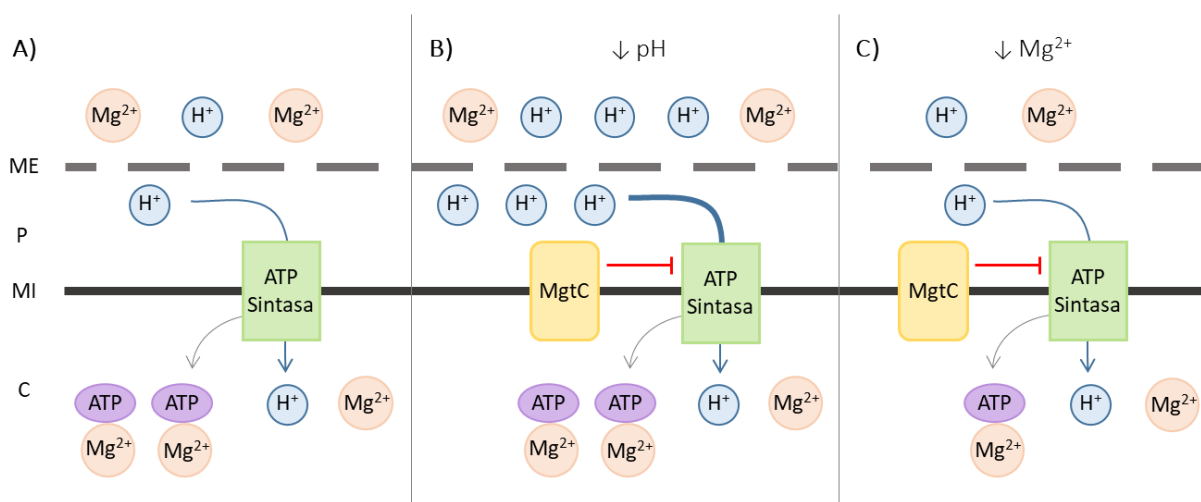 A)
B)
↓ pH
C)
↓ Mg²⁺
Mg²⁺ H⁺ Mg²⁺
Mg²⁺ H⁺ H⁺ H⁺ Mg²⁺
H⁺ Mg²⁺
ME
H⁺
H⁺ H⁺ H⁺
H⁺
P
MI
ATP
Sintasa
MgtC
ATP
Sintasa
MgtC
ATP
Sintasa
C
ATP ATP H⁺ Mg²⁺
Mg²⁺ Mg²⁺
ATP ATP H⁺ Mg²⁺
Mg²⁺ Mg²⁺
ATP H⁺ Mg²⁺
Mg²⁺